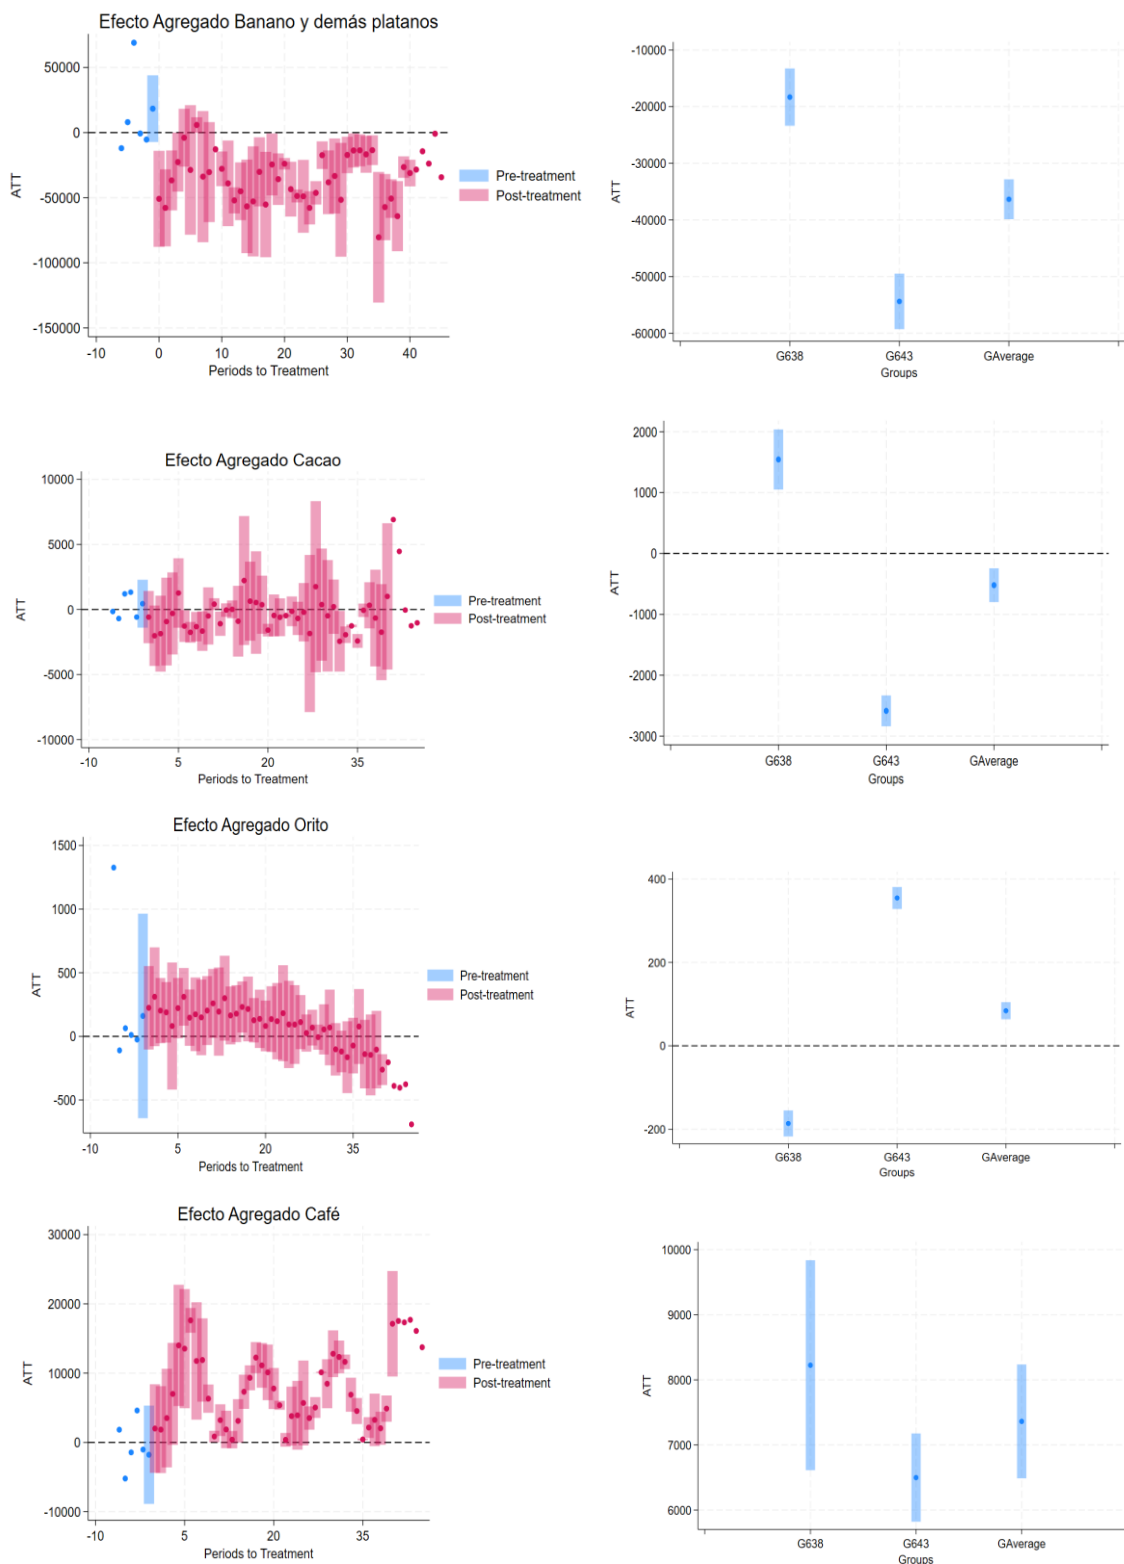 Efecto Agregado Banano y demás platanos
50000
0
-50000
-100000
-150000
ATT
-10 0 10 20 30 40
Periods to Treatment
Pre-treatment
Post-treatment
-10000
-20000
-30000
-40000
-50000
-60000
ATT
G638 G643 GAverage
Groups
Efecto Agregado Cacao
10000
5000
0
-5000
-10000
ATT
-10 5 20 35
Periods to Treatment
Pre-treatment
Post-treatment
2000
1000
0
-1000
-2000
-3000
ATT
G638 G643 GAverage
Groups
Efecto Agregado Orito
1500
1000
500
0
-500
ATT
-10 5 20 35
Periods to Treatment
Pre-treatment
Post-treatment
400
200
0
-200
ATT
G638 G643 GAverage
Groups
Efecto Agregado Café
30000
20000
10000
0
-10000
ATT
-10 5 20 35
Periods to Treatment
Pre-treatment
Post-treatment
10000
9000
8000
7000
6000
ATT
G638 G643 GAverage
Groups